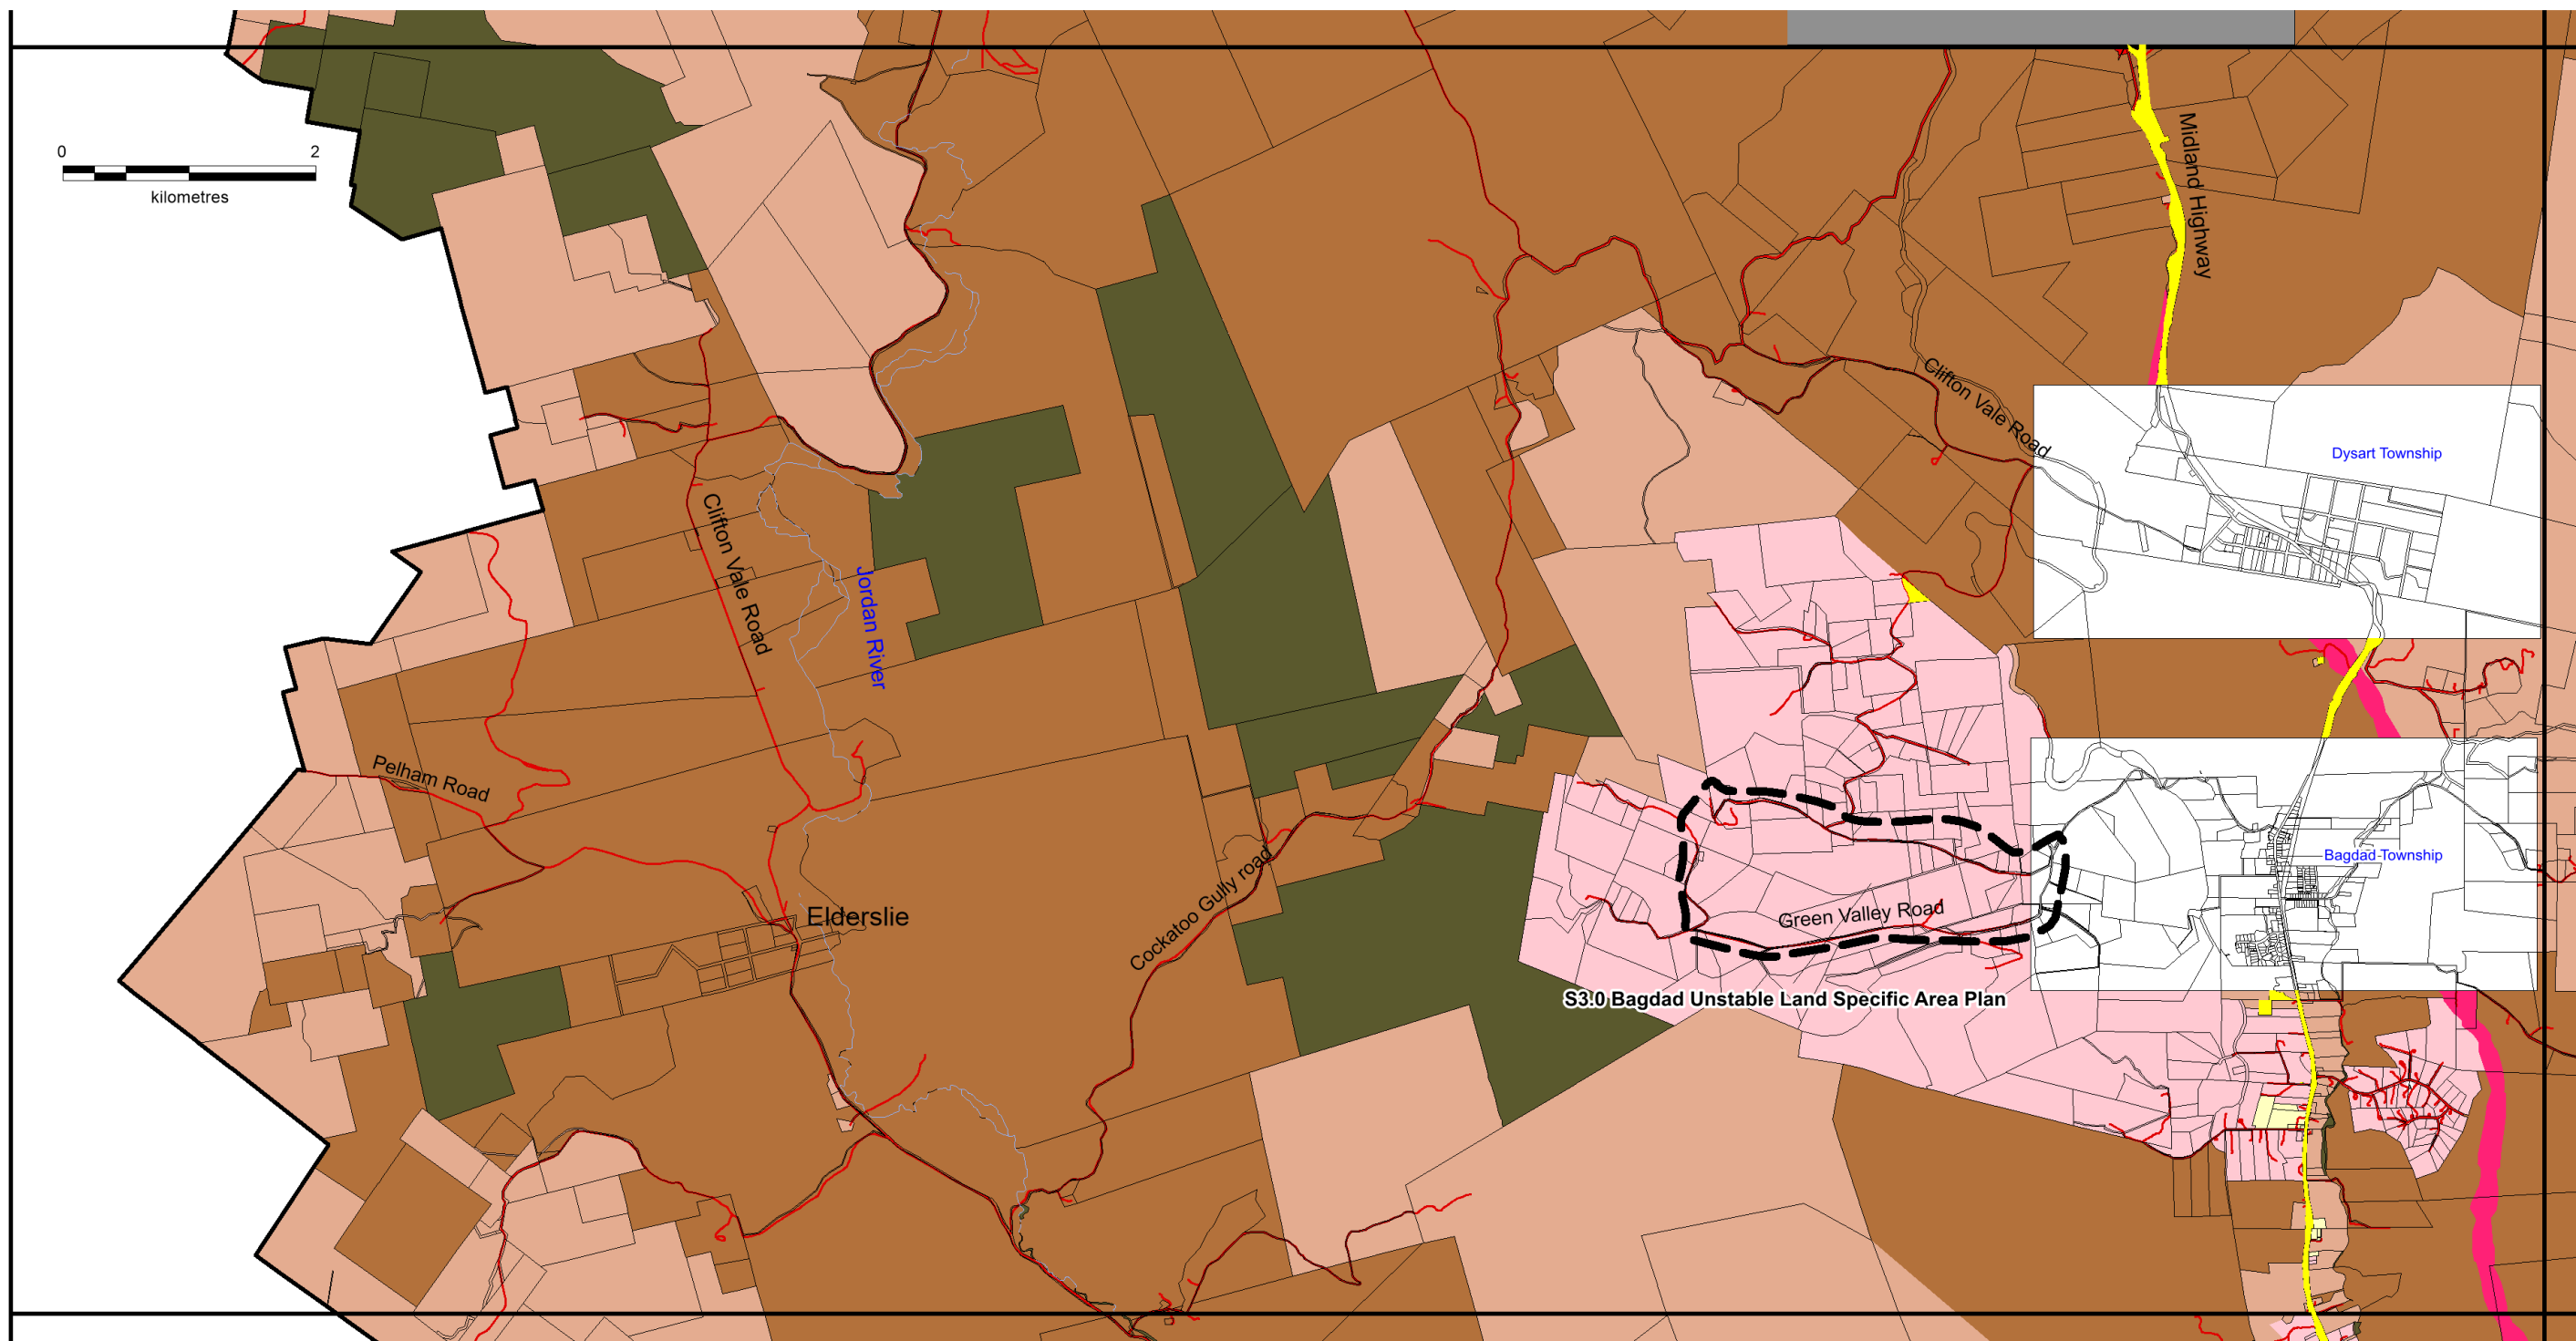 0 2
kilometres
Midland Highway
Clifton Vale Road
Dysart Township
Clifton Vale Road
Jordan River
Pelham Road
Bagdad Township
Cockatoo Gully road
Elderslie
Green Valley Road
S3.0 Bagdad Unstable Land Specific Area Plan